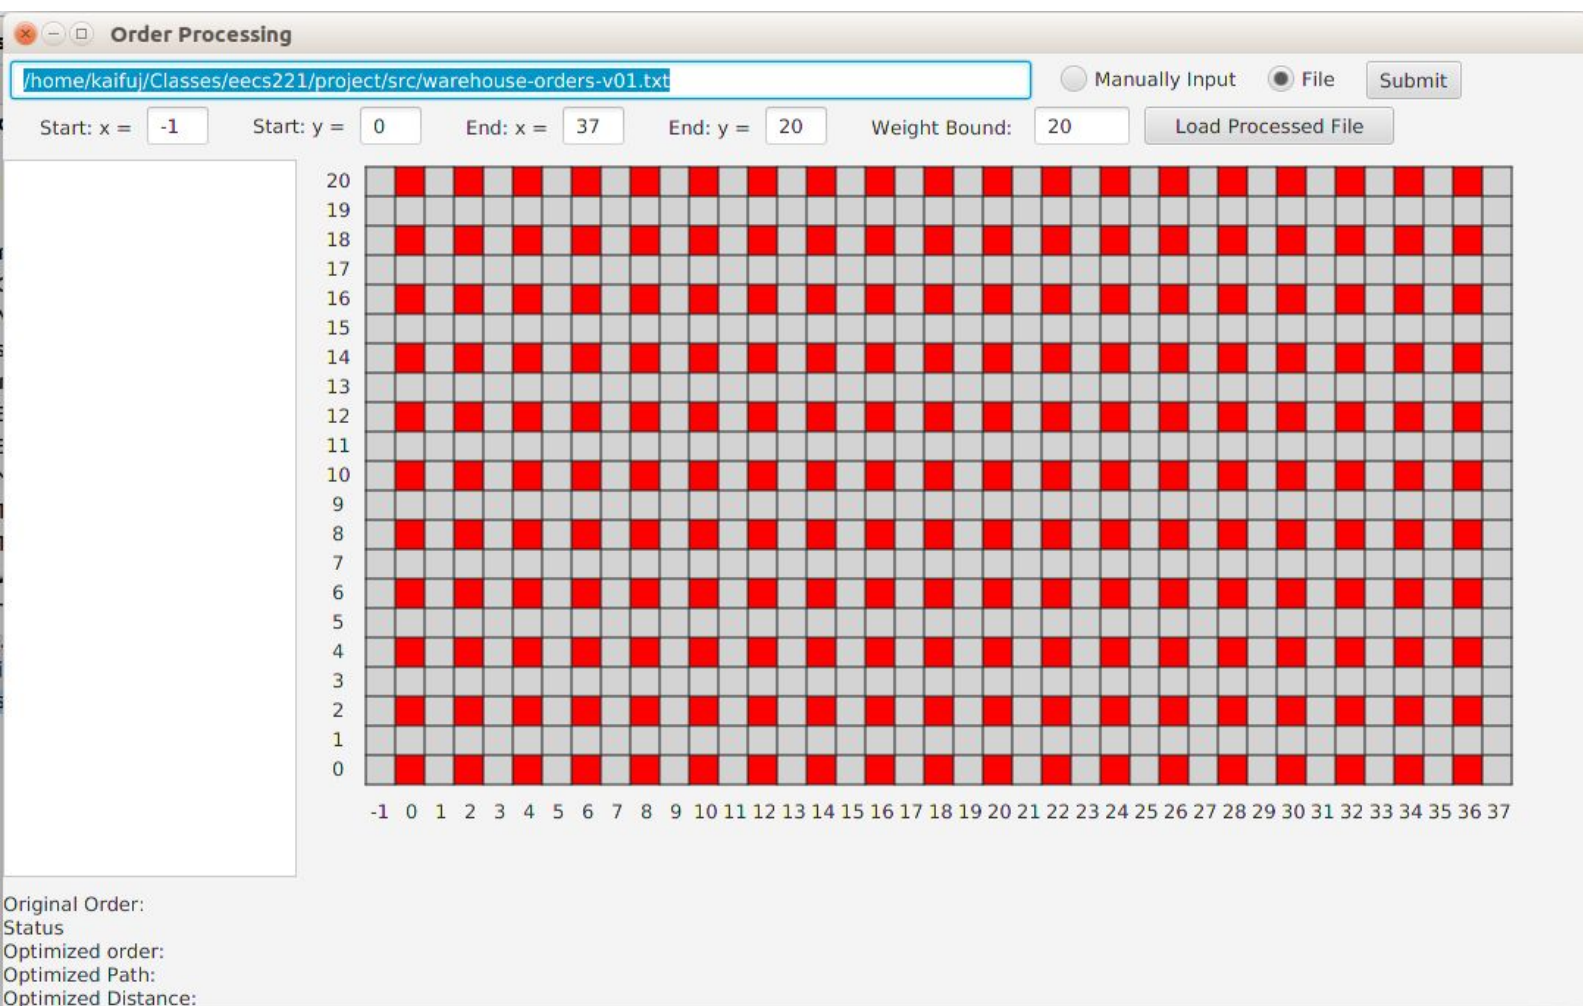 Order Processing
/home/kaifuj/Classes/eecs221/project/src/warehouse-orders-v01.txt Manually Input File Submit
Start: x = -1 Start: y = 0 End: x = 37 End: y = 20 Weight Bound: 20 Load Processed File
20
19
18
17
16
15
14
13
12
11
10
9
8
7
6
5
4
3
2
1
0
-1 0 1 2 3 4 5 6 7 8 9 10 11 12 13 14 15 16 17 18 19 20 21 22 23 24 25 26 27 28 29 30 31 32 33 34 35 36 37
Original Order:
Status
Optimized order:
Optimized Path:
Optimized Distance: